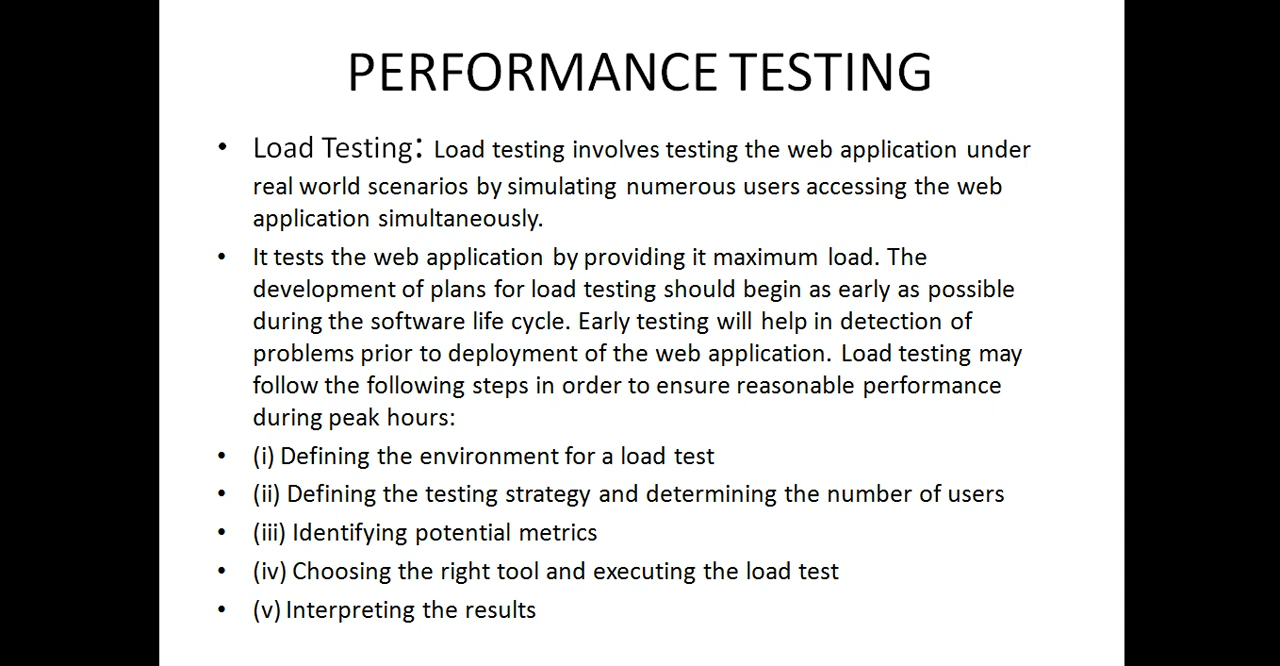 PERFORMANCE TESTING
• Load Testing: Load testing involves testing the web application under
real world scenarios by simulating numerous users accessing the web
application simultaneously.
• It tests the web application by providing it maximum load. The
development of plans for load testing should begin as early as possible
during the software life cycle. Early testing will help in detection of
problems prior to deployment of the web application. Load testing may
follow the following steps in order to ensure reasonable performance
during peak hours:
• (i) Defining the environment for a load test
• (ii) Defining the testing strategy and determining the number of users
• (iii) Identifying potential metrics
• (iv) Choosing the right tool and executing the load test
• (v) Interpreting the results